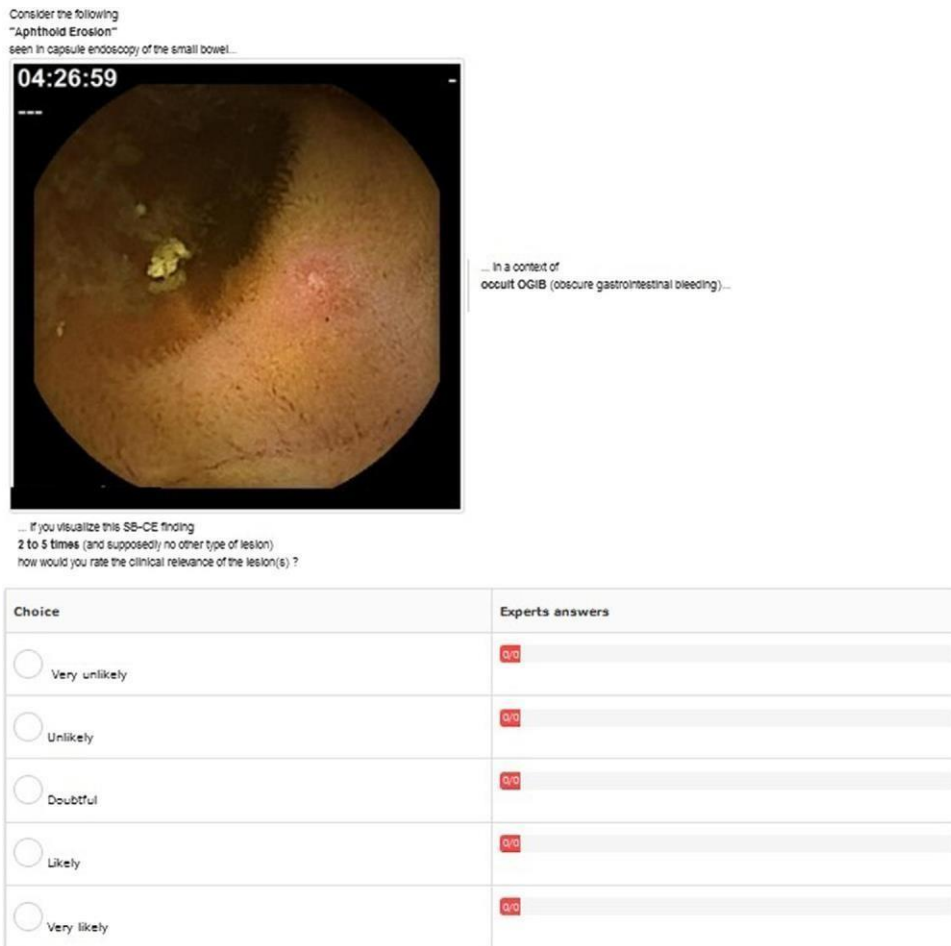 Consider the following
"Aphthoid Erosion"
seen in capsule endoscopy of the small bowel...
04:26:59
-
---
... in a context of
occult OGIB (obscure gastrointestinal bleeding)...
... if you visualize this SB-CE finding
2 to 5 times (and supposedly no other type of lesion)
how would you rate the clinical relevance of the lesion(s) ?
Choice Experts answers
0/0
Very unlikely
0/0
Unlikely
0/0
Doubtful
0/0
Likely
0/0
Very likely